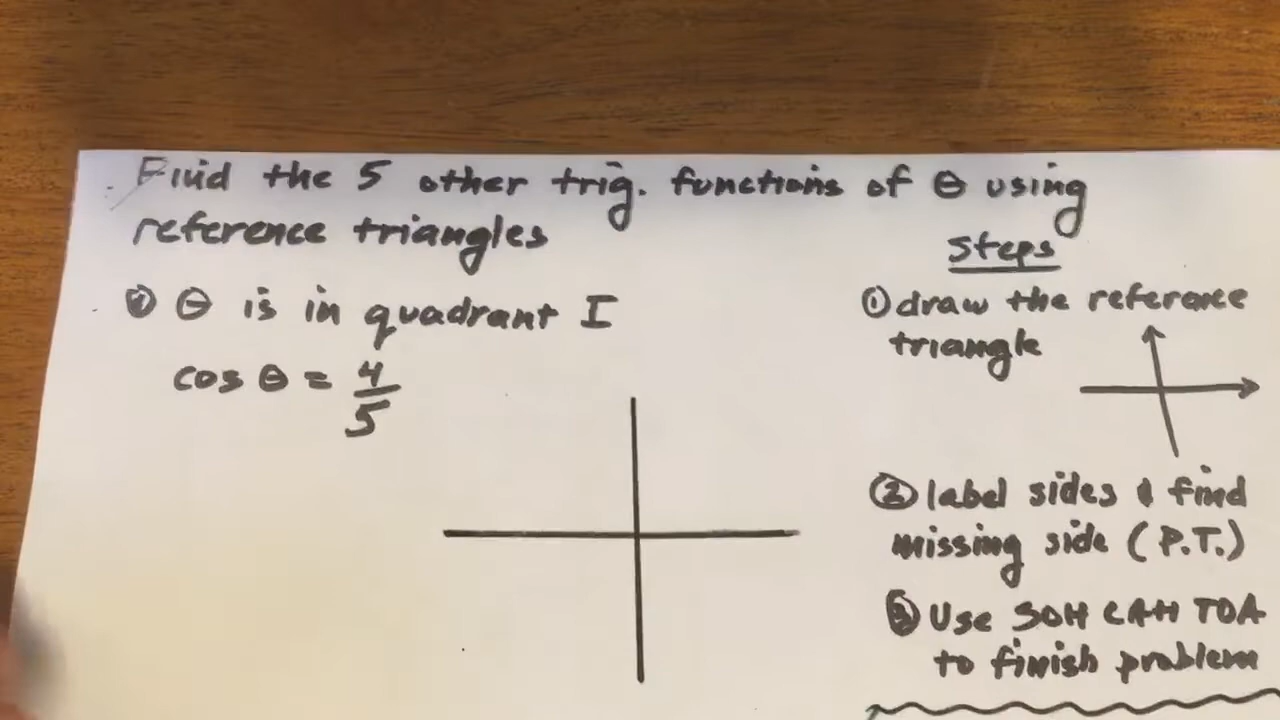 Find the 5 other trig. functions of θ using
reference triangles
① θ is in quadrant I
cos θ = 4/5
Steps
① draw the reference
triangle
② label sides & find
missing side (P.T.)
③ Use SOH CAH TOA
to finish problem